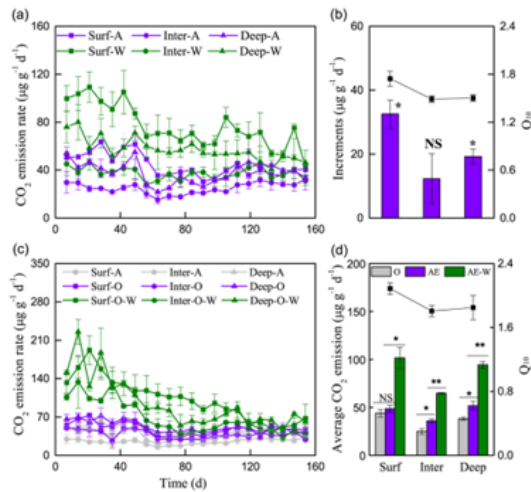 (a)
Surf-A Inter-A Deep-A
Surf-W Inter-W Deep-W
CO2 emission rate (μg g-1 d-1)
160
120
80
40
0
0 40 80 120 160
(b)
Increments (μg g-1 d-1)
60
40
20
0
* NS *
1.8
1.2
0.6
0.0
Q10
(c)
Surf-A Inter-A Deep-A
Surf-O Inter-O Deep-O
Surf-O-W Inter-O-W Deep-O-W
CO2 emission rate (μg g-1 d-1)
350
280
210
140
70
0
0 40 80 120 160
Time (d)
(d)
O AE AE-W
Average CO2 emission (μg g-1 d-1)
200
150
100
50
0
NS * * ** * **
Surf Inter Deep
2.4
1.8
1.2
0.6
0.0
Q10